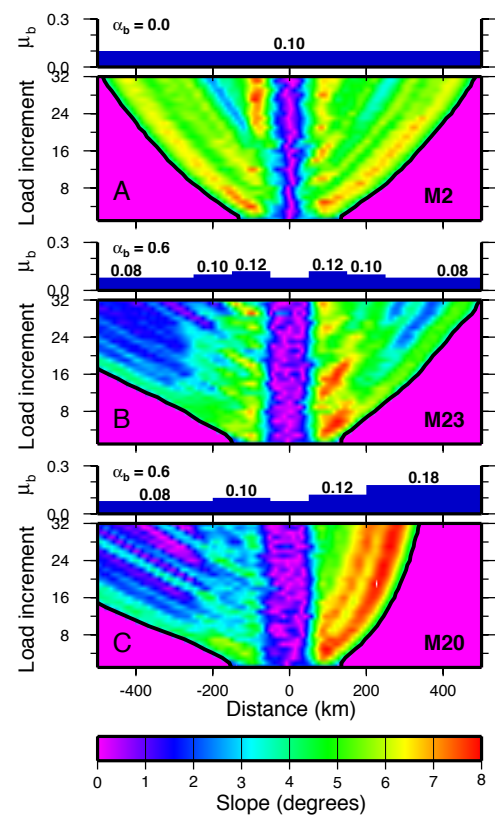 0.3
μb
αb = 0.0
0.10
0.0
32
24
16
8
Load increment
A
M2
0.3
μb
αb = 0.6
0.08
0.10
0.12
0.12
0.10
0.08
0.0
32
24
16
8
Load increment
B
M23
0.3
μb
αb = 0.6
0.08
0.10
0.12
0.18
0.0
32
24
16
8
Load increment
C
M20
-400 -200 0 200 400
Distance (km)
0 1 2 3 4 5 6 7 8
Slope (degrees)